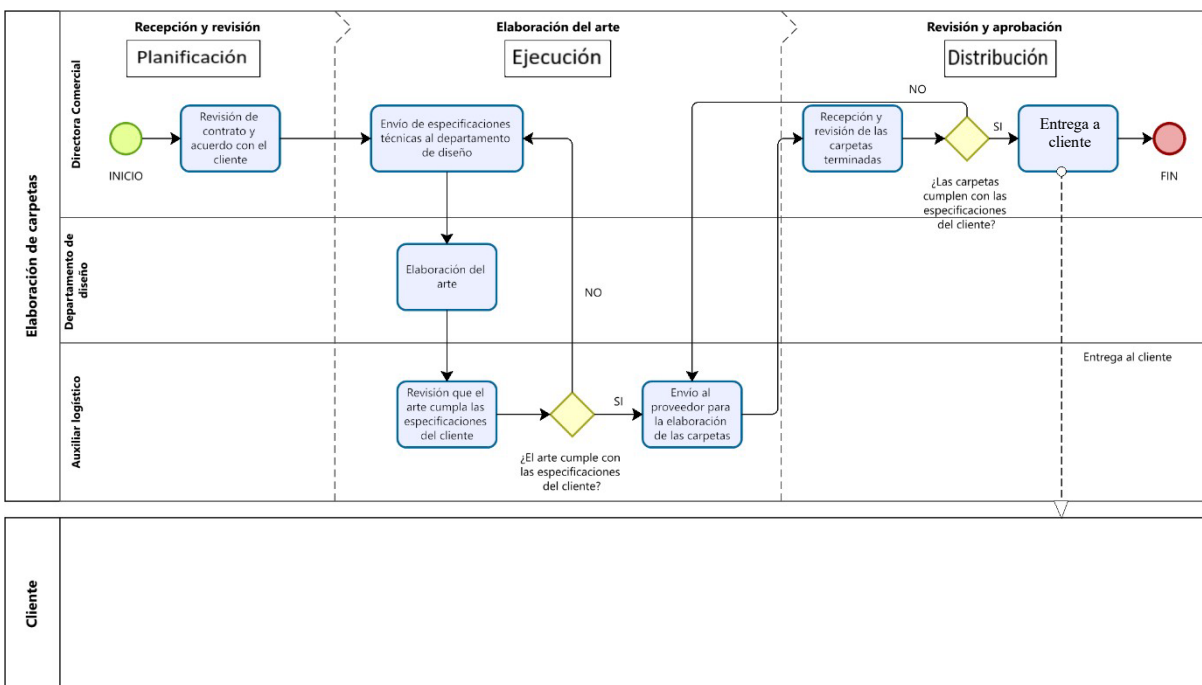 Recepción y revisión
Elaboración del arte
Revisión y aprobación
Planificación
Ejecución
Distribución
Elaboración de carpetas
Directora Comercial
INICIO
Revisión de
contrato y
acuerdo con el
cliente
Envío de especificaciones
técnicas al departamento
de diseño
NO
Recepción y
revisión de las
carpetas
terminadas
SI
¿Las carpetas
cumplen con las
especificaciones
del cliente?
Entrega a
cliente
FIN
Departamento de
diseño
Elaboración del
arte
NO
Auxiliar logístico
Revisión que el
arte cumpla las
especificaciones
del cliente
SI
¿El arte cumple con
las especificaciones
del cliente?
Envío al
proveedor para
la elaboración
de las carpetas
Entrega al cliente
Cliente